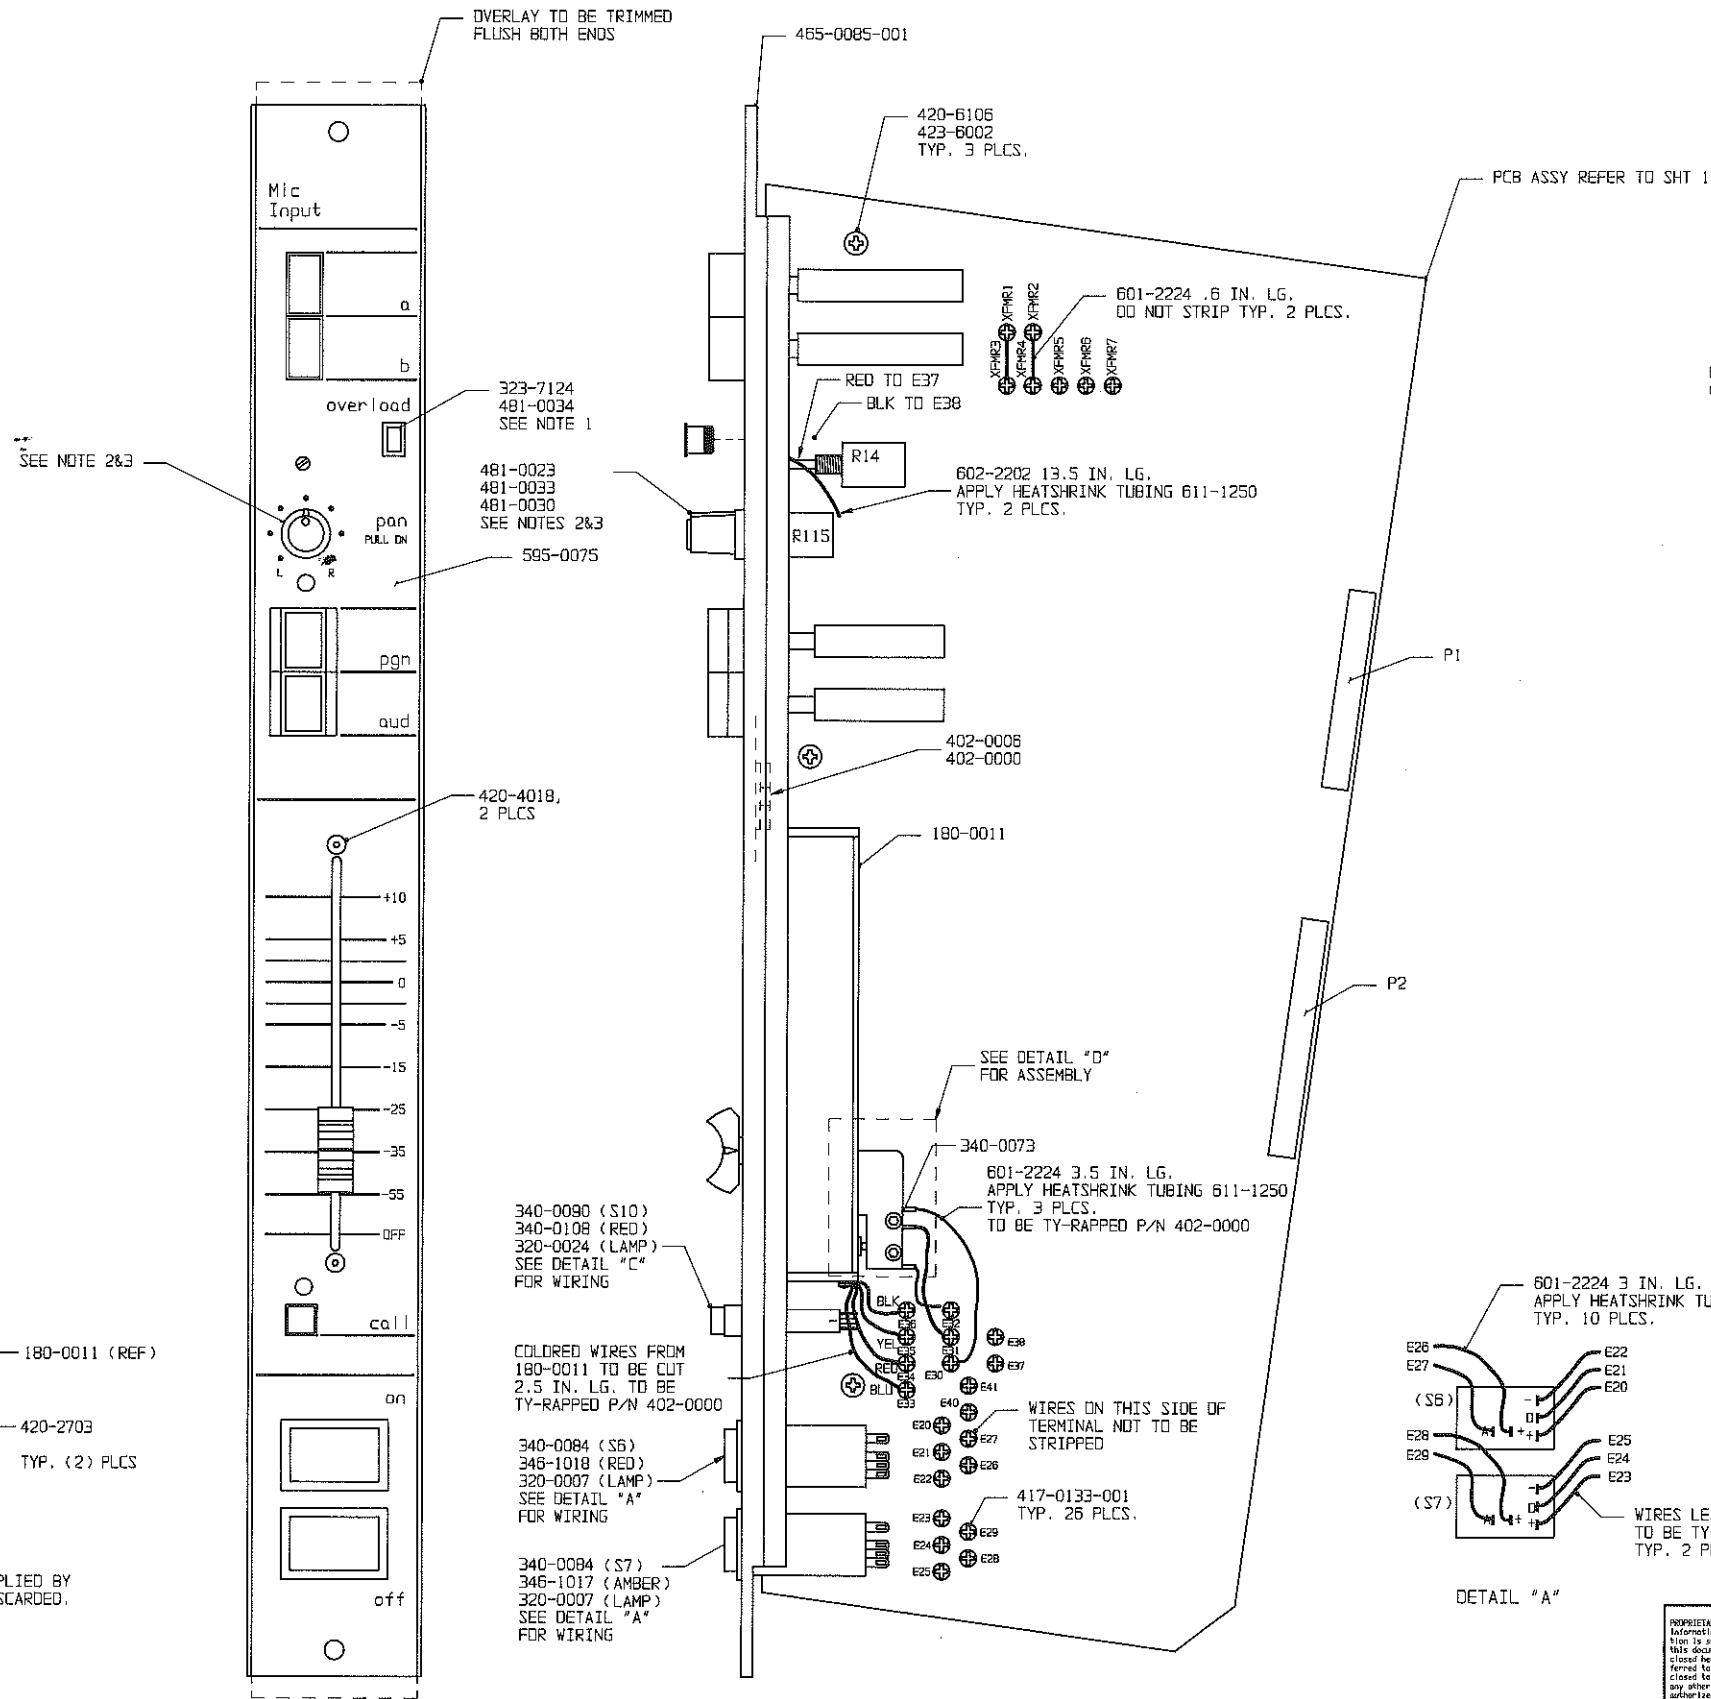 OVERLAY TO BE TRIMMED
FLUSH BOTH ENDS
465-0085-001
420-6106
423-6002
TYP. 3 PLCS.
PCB ASSY REFER TO SHT 1
Mic
Input
a
b
overload
323-7124
481-0034
SEE NOTE 1
SEE NOTE 2&3
481-0023
481-0033
481-0030
SEE NOTES 2&3
pan
PULL ON
L
R
595-0075
pgm
aud
420-4018,
2 PLCS
+10
+5
0
-5
-15
-25
-35
-55
OFF
call
on
off
XFMR1
XFMR2
XFMR3
XFMR4
XFMR5
XFMR6
XFMR7
601-2224 .6 IN. LG.
DO NOT STRIP TYP. 2 PLCS.
RED TO E37
BLK TO E38
R14
602-2202 13.5 IN. LG.
APPLY HEATSHRINK TUBING 611-1250
TYP. 2 PLCS.
R115
P1
402-0006
402-0000
180-0011
P2
SEE DETAIL "D"
FOR ASSEMBLY
340-0073
601-2224 3.5 IN. LG.
APPLY HEATSHRINK TUBING 611-1250
TYP. 3 PLCS.
TO BE TY-RAPPED P/N 402-0000
340-0090 (S10)
340-0108 (RED)
320-0024 (LAMP)
SEE DETAIL "C"
FOR WIRING
BLK
YEL
RED
BLU
E33
E30
E38
E37
E41
E40
COLORED WIRES FROM
180-0011 TO BE CUT
2.5 IN. LG. TO BE
TY-RAPPED P/N 402-0000
WIRES ON THIS SIDE OF
TERMINAL NOT TO BE
STRIPPED
E20
E27
E21
E26
E22
340-0084 (S6)
346-1018 (RED)
320-0007 (LAMP)
SEE DETAIL "A"
FOR WIRING
417-0133-001
TYP. 26 PLCS.
E23
E29
E24
E28
E25
340-0084 (S7)
346-1017 (AMBER)
320-0007 (LAMP)
SEE DETAIL "A"
FOR WIRING
180-0011 (REF)
420-2703
TYP. (2) PLCS
PLIED BY
SCARDED.
601-2224 3 IN. LG.
APPLY HEATSHRINK TU
TYP. 10 PLCS.
E26
E27
E22
E21
E20
(S6)
E28
E29
E25
E24
E23
(S7)
WIRES LE
TO BE TY-
TYP. 2 PL
DETAIL "A"